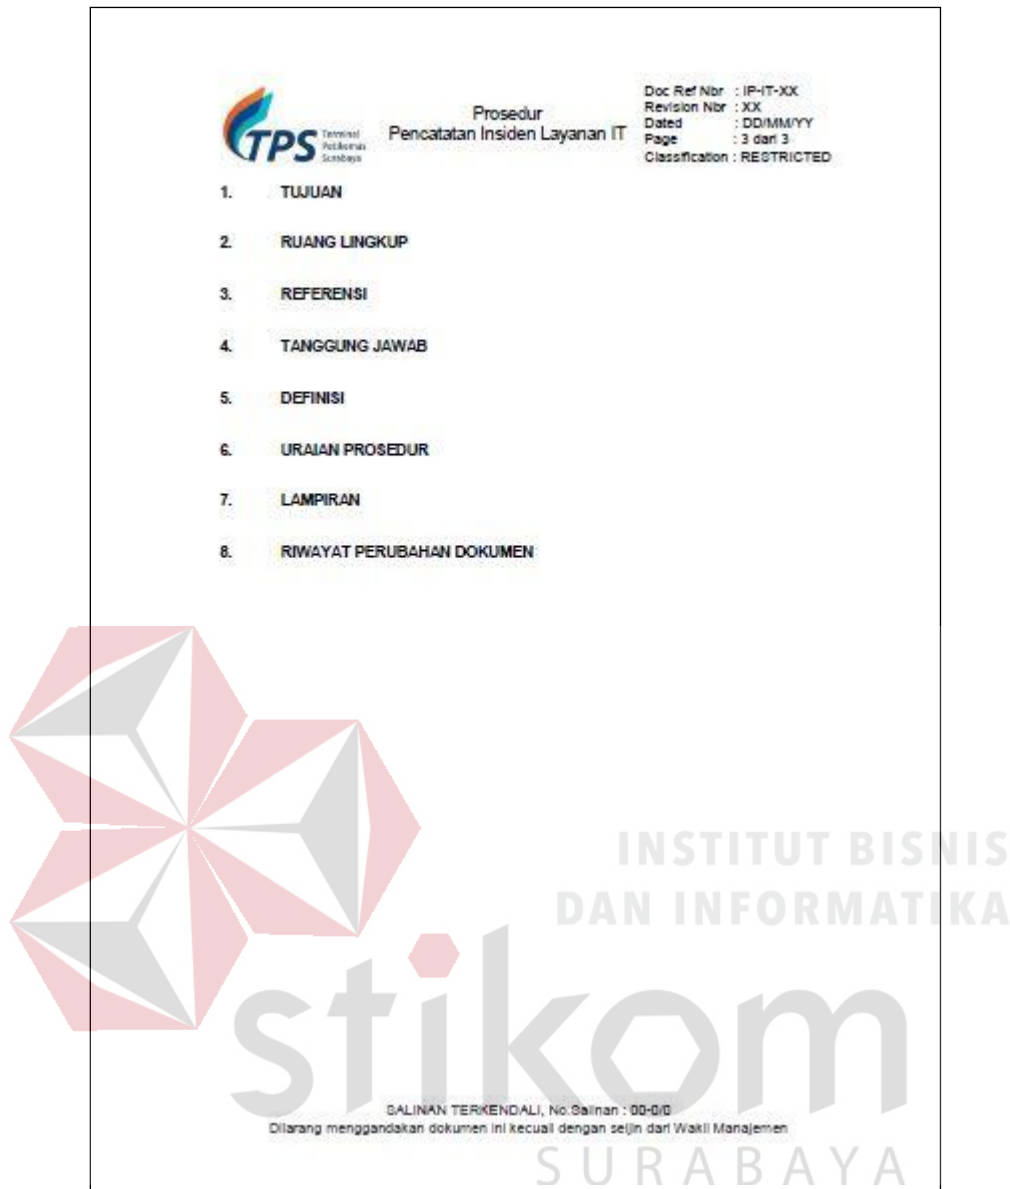 TPS
Terminal
Petikemas
Surabaya
Prosedur
Pencatatan Insiden Layanan IT
Doc Ref Nbr : IP-IT-XX
Revision Nbr : XX
Dated : DD/MM/YY
Page : 3 dari 3
Classification : RESTRICTED
1. TUJUAN
2. RUANG LINGKUP
3. REFERENSI
4. TANGGUNG JAWAB
5. DEFINISI
6. URAIAN PROSEDUR
7. LAMPIRAN
8. RIWAYAT PERUBAHAN DOKUMEN
INSTITUT BISNIS
DAN INFORMATIKA
stikom
SALINAN TERKENDALI, No.Salinan : 00-0/0
Dilarang menggandakan dokumen ini kecuali dengan seijin dari Wakil Manajemen
SURABAYA